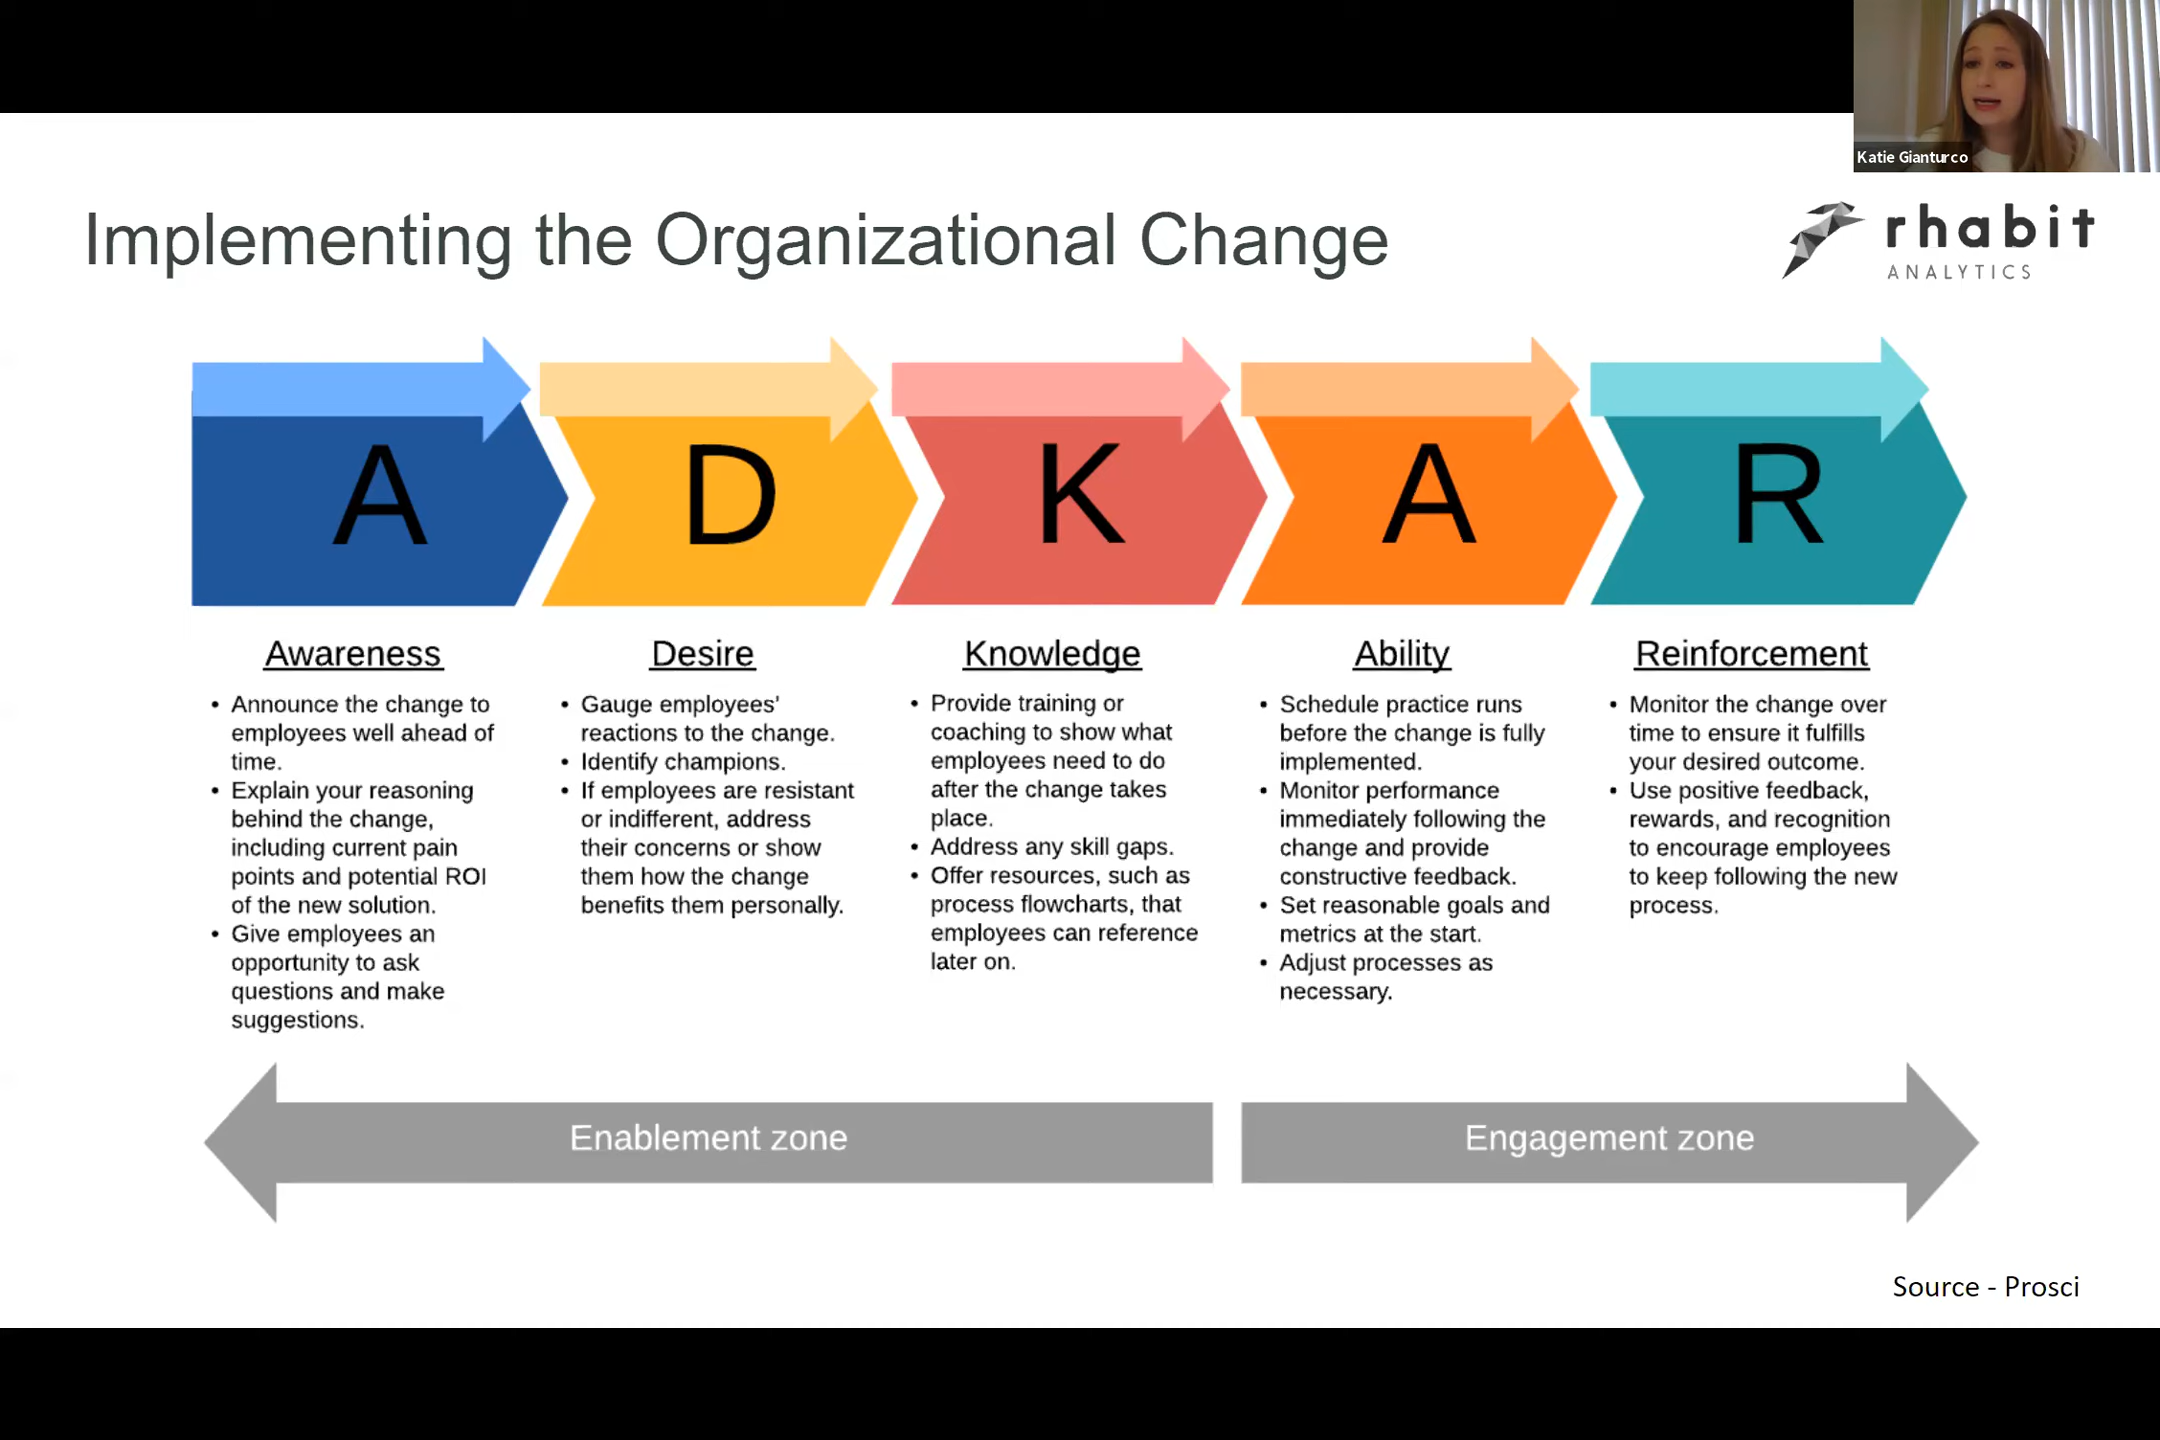 Katie Gianturco
Implementing the Organizational Change
rhabit
ANALYTICS
A
D
K
A
R
Awareness
• Announce the change to
employees well ahead of
time.
• Explain your reasoning
behind the change,
including current pain
points and potential ROI
of the new solution.
• Give employees an
opportunity to ask
questions and make
suggestions.
Desire
• Gauge employees'
reactions to the change.
• Identify champions.
• If employees are resistant
or indifferent, address
their concerns or show
them how the change
benefits them personally.
Knowledge
• Provide training or
coaching to show what
employees need to do
after the change takes
place.
• Address any skill gaps.
• Offer resources, such as
process flowcharts, that
employees can reference
later on.
Ability
• Schedule practice runs
before the change is fully
implemented.
• Monitor performance
immediately following the
change and provide
constructive feedback.
• Set reasonable goals and
metrics at the start.
• Adjust processes as
necessary.
Reinforcement
• Monitor the change over
time to ensure it fulfills
your desired outcome.
• Use positive feedback,
rewards, and recognition
to encourage employees
to keep following the new
process.
Enablement zone
Engagement zone
Source - Prosci